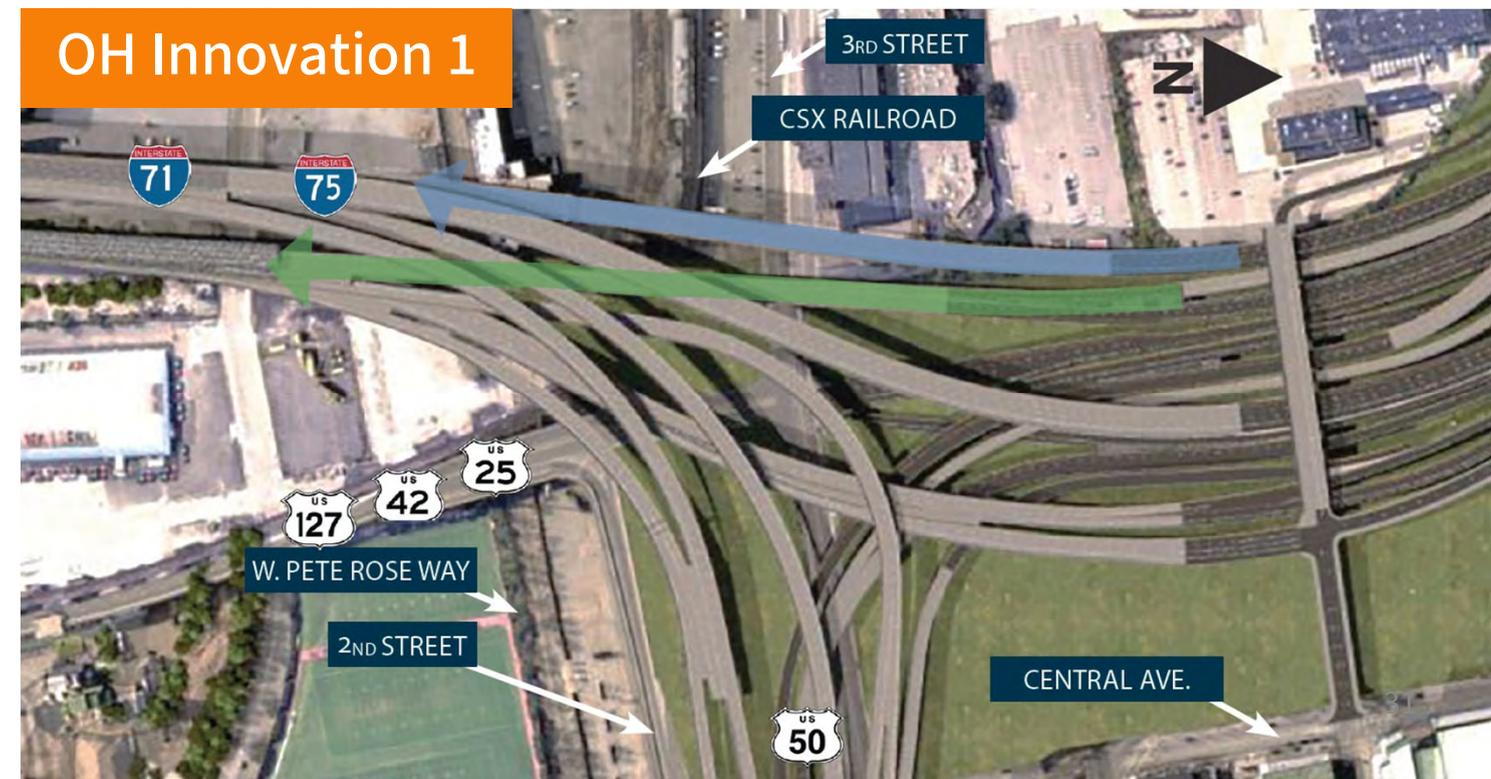 OH Innovation 1
3RD STREET
N
CSX RAILROAD
INTERSTATE
71
INTERSTATE
75
US
25
US
42
US
127
W. PETE ROSE WAY
2ND STREET
CENTRAL AVE.
31
US
50